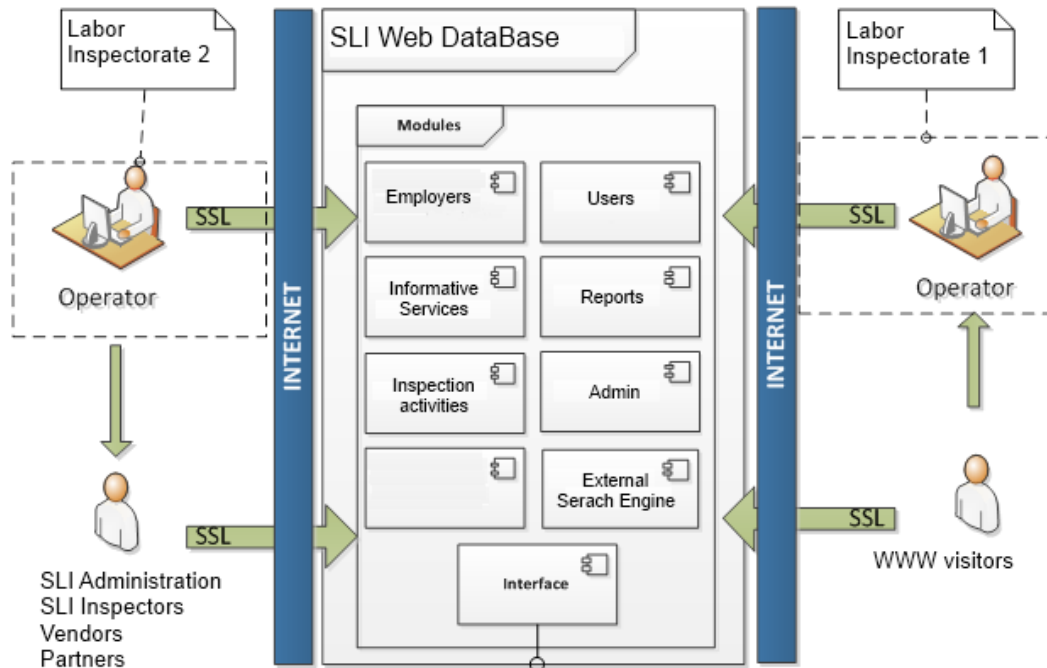 Labor
Inspectorate 2
SLI Web DataBase
Labor
Inspectorate 1
Modules
Employers
Users
SSL
SSL
Operator
Informative
Services
Reports
Operator
INTERNET
INTERNET
Inspection
activities
Admin
External
Serach Engine
SSL
SSL
SLI Administration
SLI Inspectors
Vendors
Partners
WWW visitors
Interface